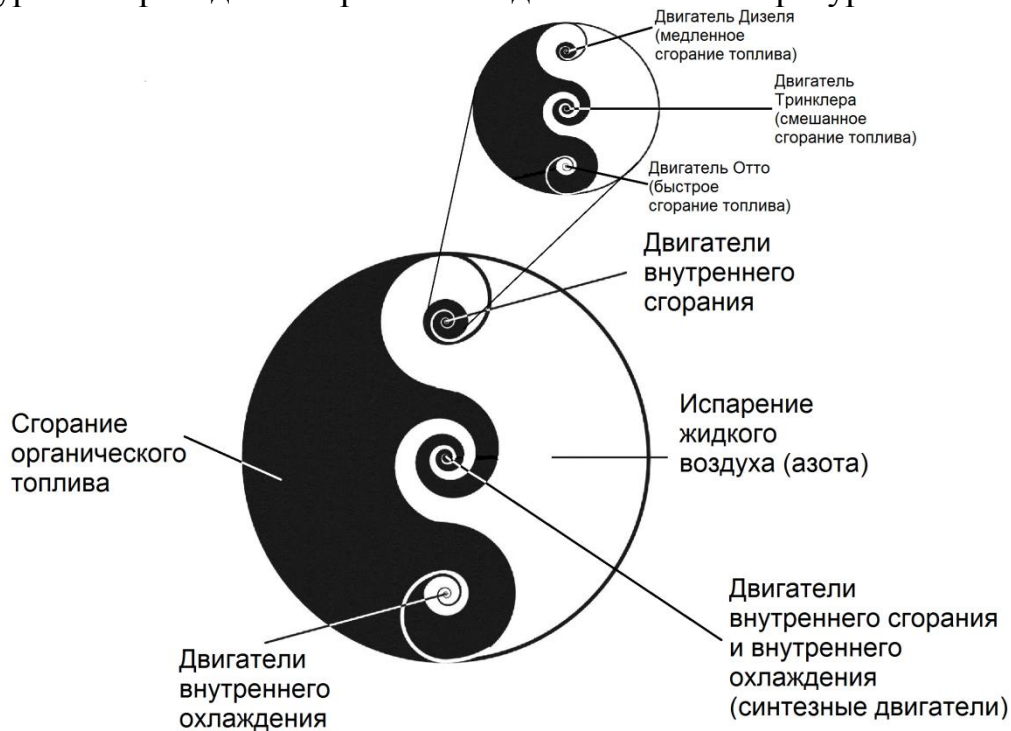 Двигатель Дизеля
(медленное
сгорание топлива)
Двигатель
Тринклера
(смешанное
сгорание топлива)
Двигатель Отто
(быстрое
сгорание топлива)
Двигатели
внутреннего
сгорания
Сгорание
органического
топлива
Испарение
жидкого
воздуха (азота)
Двигатели
внутреннего
охлаждения
Двигатели
внутреннего сгорания
и внутреннего
охлаждения
(синтезные двигатели)